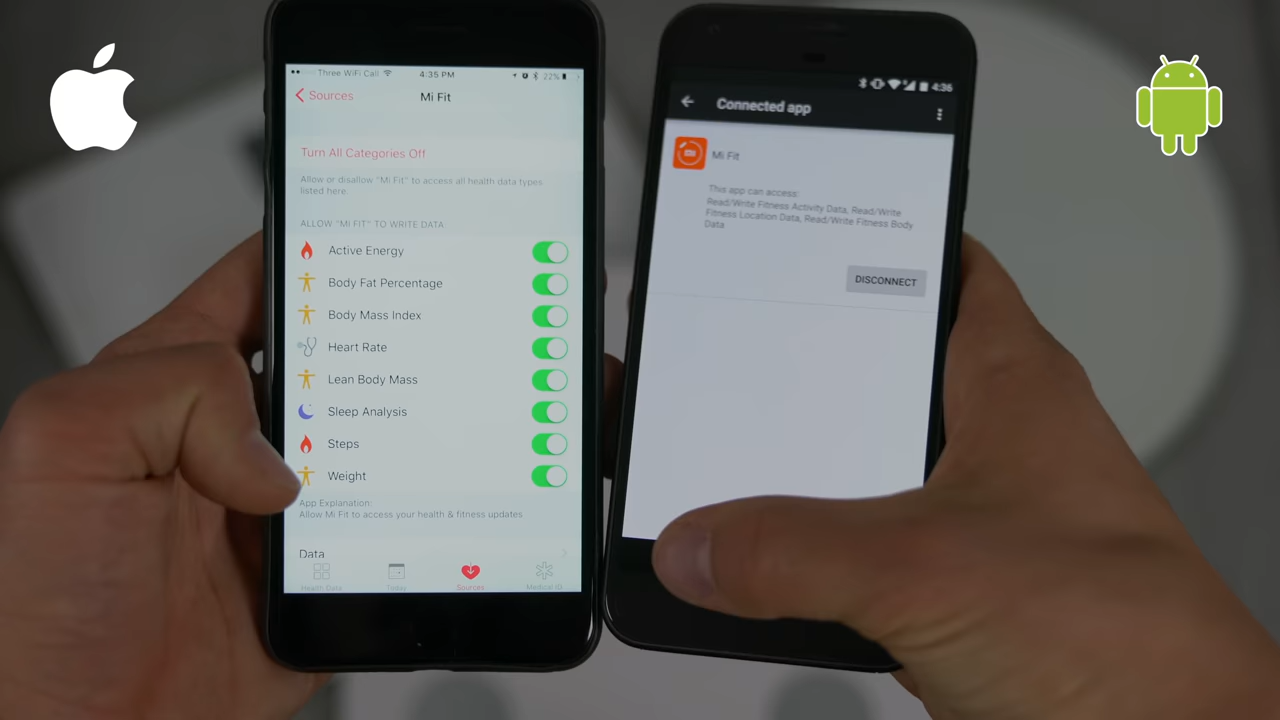 Three WiFi Call
4:35 PM
22%
Sources
Mi Fit
Turn All Categories Off
Allow or disallow "Mi Fit" to access all health data types
listed here.
ALLOW "MI FIT" TO WRITE DATA
Active Energy
Body Fat Percentage
Body Mass Index
Heart Rate
Lean Body Mass
Sleep Analysis
Steps
Weight
App Explanation:
Allow Mi Fit to access your health & fitness updates
Data
Health Data
Today
Sources
Medical ID
4:36
Connected app
Mi Fit
This app can access:
Read/Write Fitness Activity Data, Read/Write
Fitness Location Data, Read/Write Fitness Body
Data
DISCONNECT